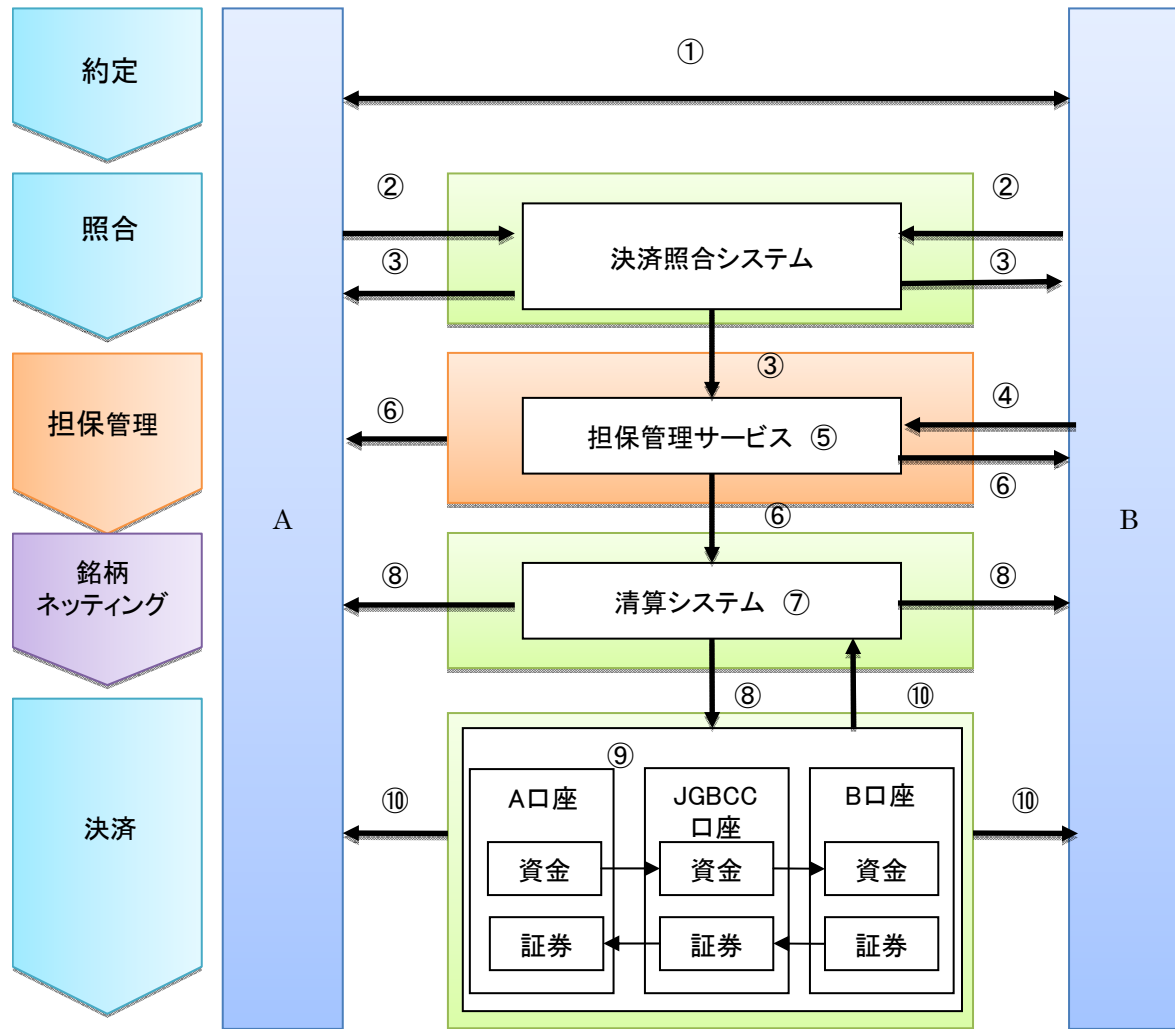 約定
①
照合
②
②
決済照合システム
③
③
③
担保管理
④
⑥
担保管理サービス ⑤
⑥
⑥
A
B
銘柄
ネッティング
⑧
⑧
清算システム ⑦
⑧
⑩
決済
⑨
A口座
JGBCC
口座
B口座
⑩
⑩
資金
資金
資金
証券
証券
証券